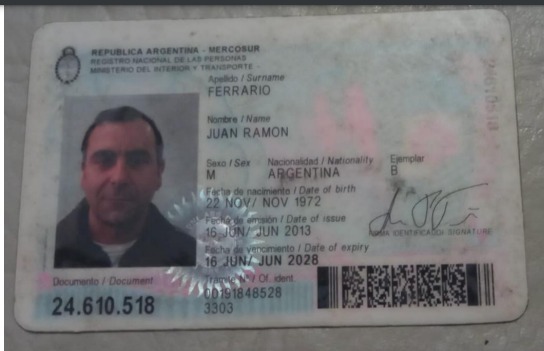 REPUBLICA ARGENTINA - MERCOSUR
REGISTRO NACIONAL DE LAS PERSONAS
MINISTERIO DEL INTERIOR Y TRANSPORTE
Apellido / Surname
FERRARIO
Nombre / Name
JUAN RAMON
Sexo / Sex Nacionalidad / Nationality Ejemplar
M ARGENTINA B
Fecha de nacimiento / Date of birth
22 NOV/ NOV 1972
Fecha de emisión / Date of issue
16 JUN/ JUN 2013
FIRMA IDENTIFICADO/ SIGNATURE
Fecha de vencimiento / Date of expiry
16 JUN/ JUN 2028
Documento / Document
Trámite Nº / Of. ident.
24.610.518
00191848528
3303